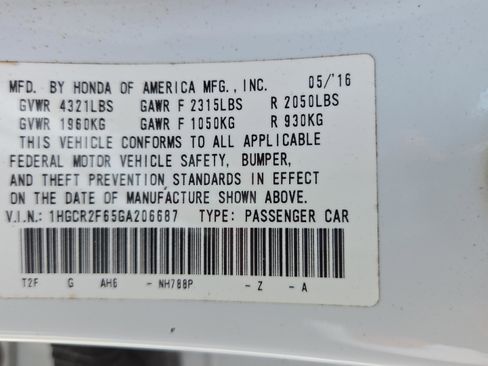 MFD. BY HONDA OF AMERICA MFG., INC. 05/'16
GVWR 4321LBS GAWR F 2315LBS R 2050LBS
GVWR 1960KG GAWR F 1050KG R 930KG
THIS VEHICLE CONFORMS TO ALL APPLICABLE
FEDERAL MOTOR VEHICLE SAFETY, BUMPER,
AND THEFT PREVENTION STANDARDS IN EFFECT
ON THE DATE OF MANUFACTURE SHOWN ABOVE.
V.I.N.: 1HGCR2F65GA206687 TYPE: PASSENGER CAR
T2F G AH6 - NH788P - Z - A